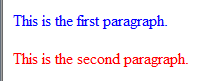 This is the first paragraph.
This is the second paragraph.